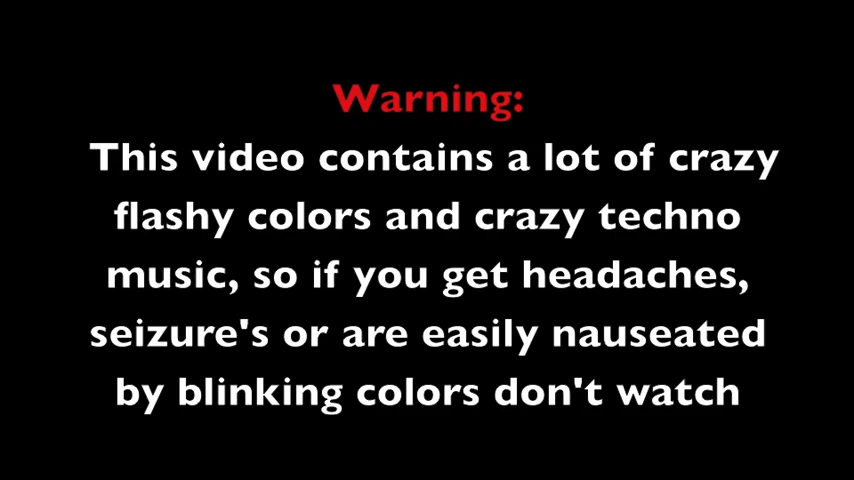 Warning:
This video contains a lot of crazy
flashy colors and crazy techno
music, so if you get headaches,
seizure's or are easily nauseated
by blinking colors don't watch